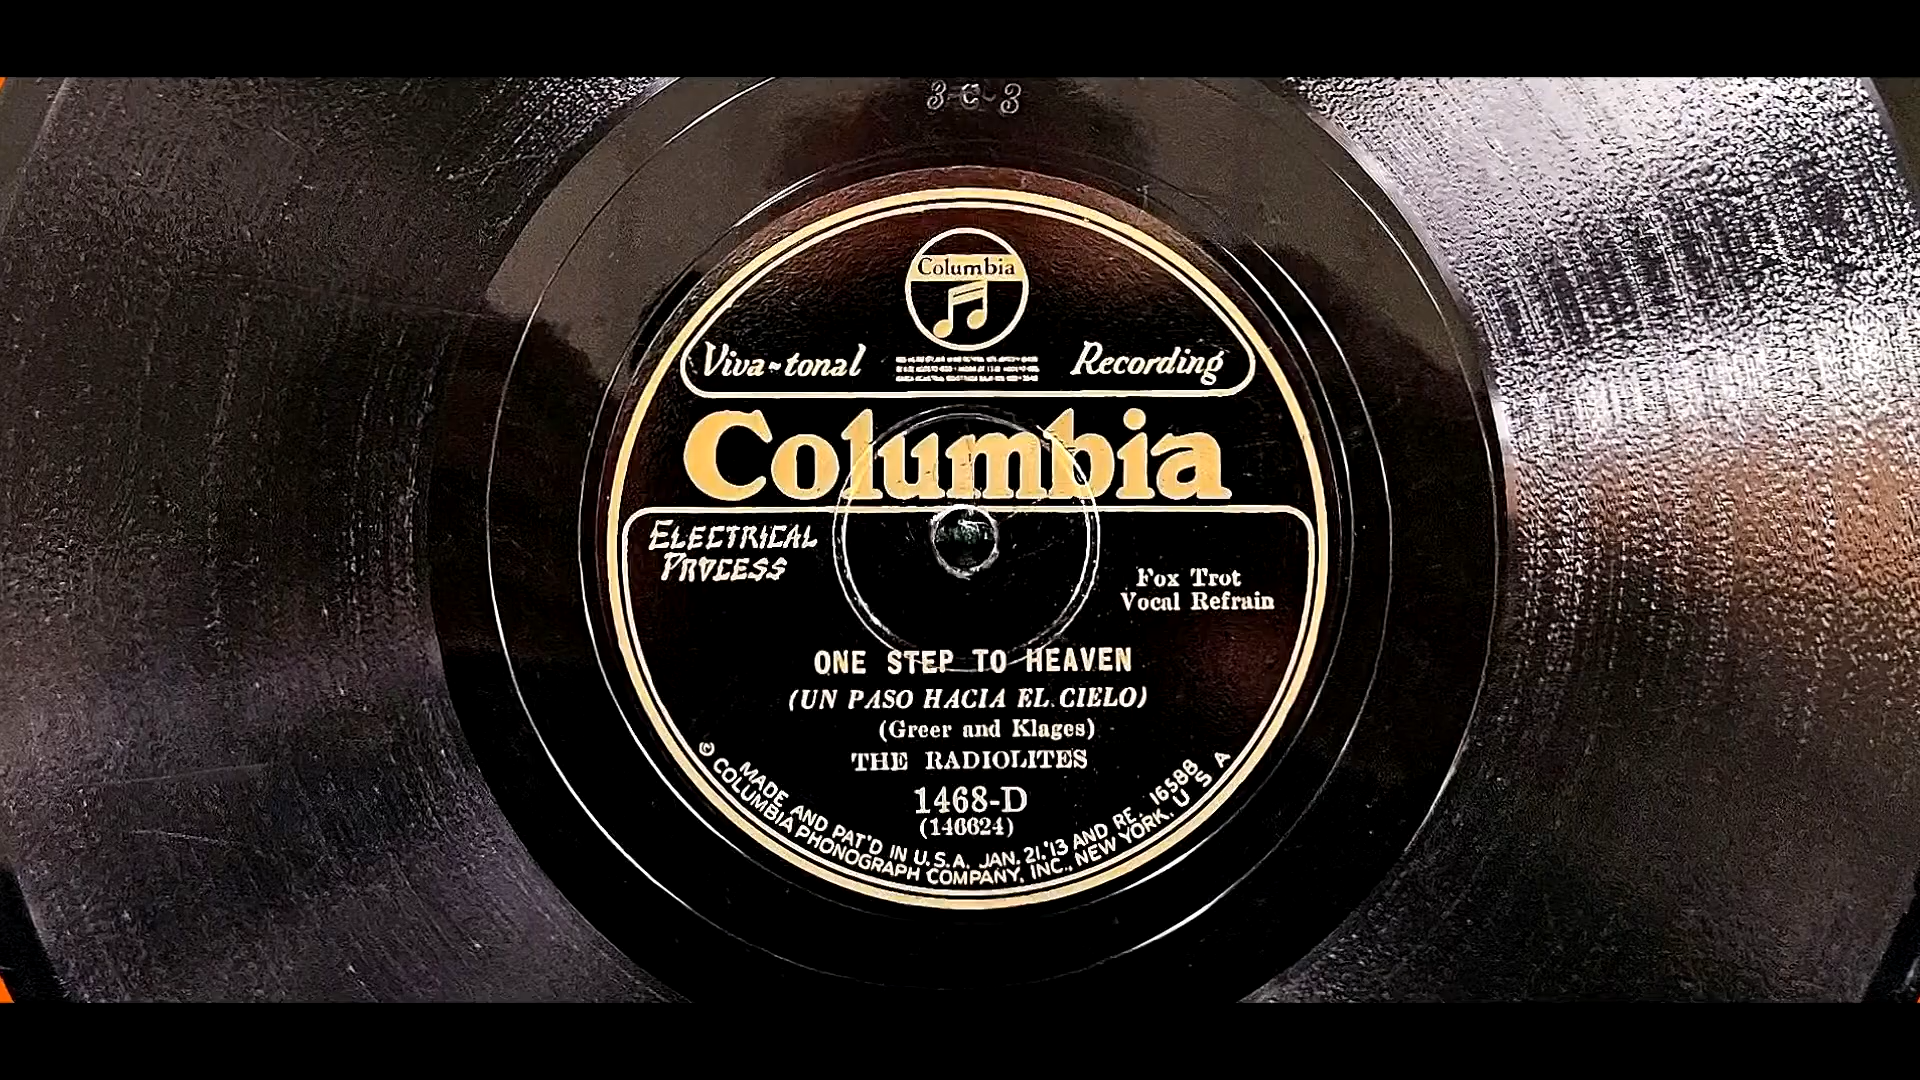 3-C-3
Columbia
Viva-tonal Recording
Columbia
ELECTRICAL
PROCESS
Fox Trot
Vocal Refrain
ONE STEP TO HEAVEN
(UN PASO HACIA EL CIELO)
(Greer and Klages)
THE RADIOLITES
1468-D
(146624)
MADE AND PAT'D IN U.S.A. JAN. 21,'13 AND RE. 16588
© COLUMBIA PHONOGRAPH COMPANY, INC., NEW YORK, U S A